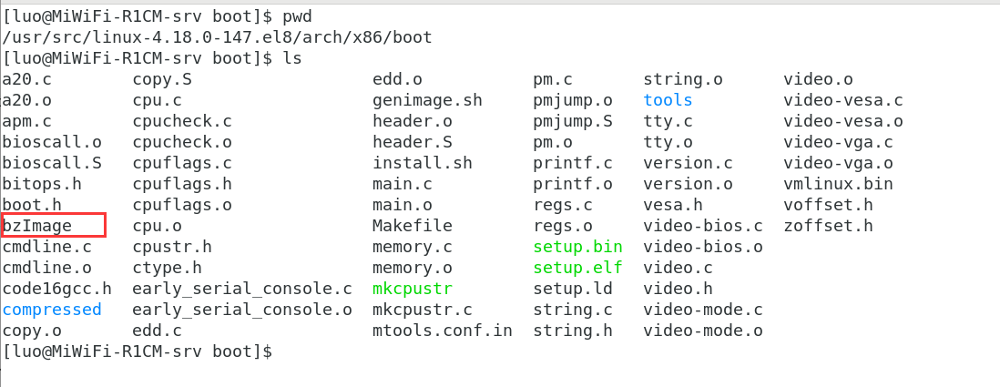 [luo@MiWiFi-R1CM-srv boot]$ pwd
/usr/src/linux-4.18.0-147.el8/arch/x86/boot
[luo@MiWiFi-R1CM-srv boot]$ ls
a20.c copy.S edd.o pm.c string.o video.o
a20.o cpu.c genimage.sh pmjump.o tools video-vesa.c
apm.c cpucheck.c header.o pmjump.S tty.c video-vesa.o
bioscall.o cpucheck.o header.S pm.o tty.o video-vga.c
bioscall.S cpuflags.c install.sh printf.c version.c video-vga.o
bitops.h cpuflags.h main.c printf.o version.o vmlinux.bin
boot.h cpuflags.o main.o regs.c vesa.h voffset.h
bzImage cpu.o Makefile regs.o video-bios.c zoffset.h
cmdline.c cpustr.h memory.c setup.bin video-bios.o
cmdline.o ctype.h memory.o setup.elf video.c
code16gcc.h early_serial_console.c mkcpustr setup.ld video.h
compressed early_serial_console.o mkcpustr.c string.c video-mode.c
copy.o edd.c mtools.conf.in string.h video-mode.o
[luo@MiWiFi-R1CM-srv boot]$